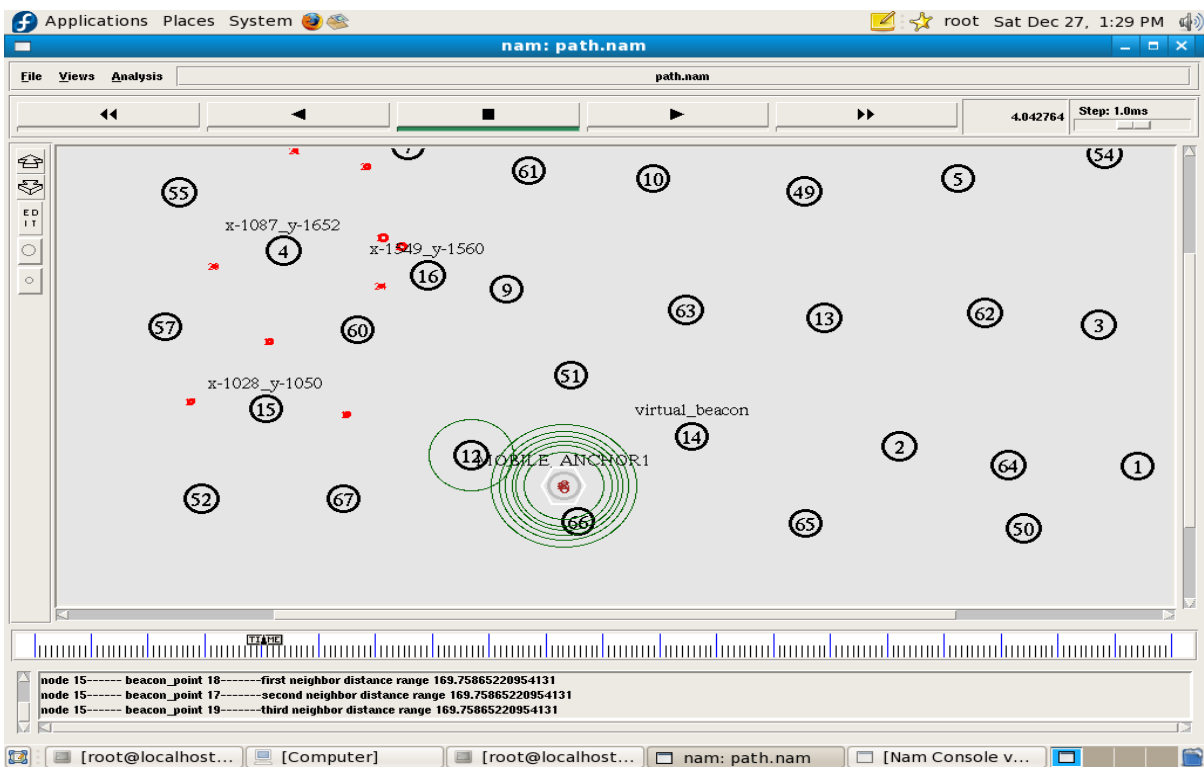 Applications Places System root Sat Dec 27, 1:29 PM
nam: path.nam
File Views Analysis path.nam
4.042764 Step: 1.0ms
54
61 10 49 5
55
x-1087_y-1652
4
x-1549_y-1560
16
9
63 13 62 3
57 60
51
x-1028_y-1050
15
virtual_beacon
14
2
12
MOBILE_ANCHOR1
64 1
52 67
66 65 50
E D
I T
TIME
node 15------ beacon_point 18-------first neighbor distance range 169.75865220954131
node 15------ beacon_point 17-------second neighbor distance range 169.75865220954131
node 15------ beacon_point 19-------third neighbor distance range 169.75865220954131
[root@localhost... [Computer] [root@localhost... nam: path.nam [Nam Console v...